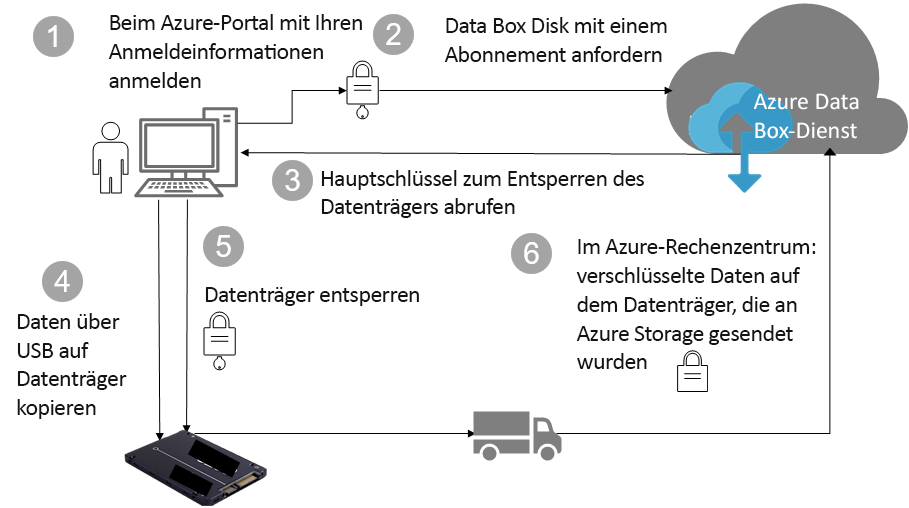 1
Beim Azure-Portal mit Ihren
Anmeldeinformationen
anmelden
2
Data Box Disk mit einem
Abonnement anfordern
Azure Data
Box-Dienst
3
Hauptschlüssel zum Entsperren des
Datenträgers abrufen
4
Daten über
USB auf
Datenträger
kopieren
5
Datenträger entsperren
6
Im Azure-Rechenzentrum:
verschlüsselte Daten auf
dem Datenträger, die an
Azure Storage gesendet
wurden